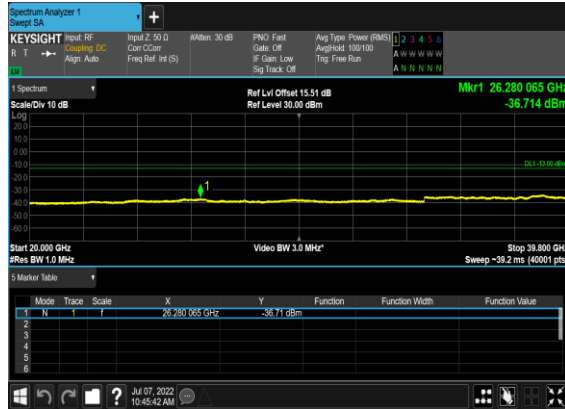 Spectrum Analyzer 1
Swept SA
+
KEYSIGHT Input: RF Input Z: 50 Ω #Atten: 30 dB PNO: Fast Avg Type: Power (RMS) 1 2 3 4 5 6
R T Coupling: DC Corr CCorr Gate: Off Avg|Hold: 100/100 A W W W W W
Align: Auto Freq Ref: Int (S) IF Gain: Low Trig: Free Run
LW Sig Track: Off A N N N N N
1 Spectrum Ref Lvl Offset 15.51 dB Mkr1 26.280 065 GHz
Scale/Div 10 dB Ref Level 30.00 dBm -36.714 dBm
Log
20.0
10.0
0.00
-10.0 DL1 -13.00 dBm
-20.0
-30.0 1
-40.0
-50.0
-60.0
Start 20.000 GHz Video BW 3.0 MHz* Stop 39.800 GHz
#Res BW 1.0 MHz Sweep ~39.2 ms (40001 pts)
5 Marker Table
Mode Trace Scale X Y Function Function Width Function Value
1 N 1 f 26.280 065 GHz -36.71 dBm
2
3
4
5
6
? Jul 07, 2022
10:45:42 AM